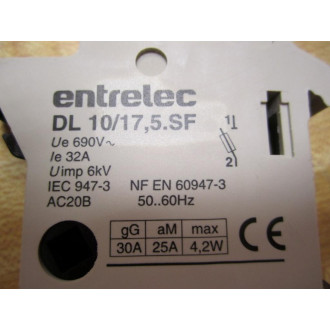 entrelec
DL 10/17,5.SF
Ue 690V~
Ie 32A
Uimp 6kV
IEC 947-3 NF EN 60947-3
AC20B 50..60Hz
1
2
gG aM max
30A 25A 4,2W
CE